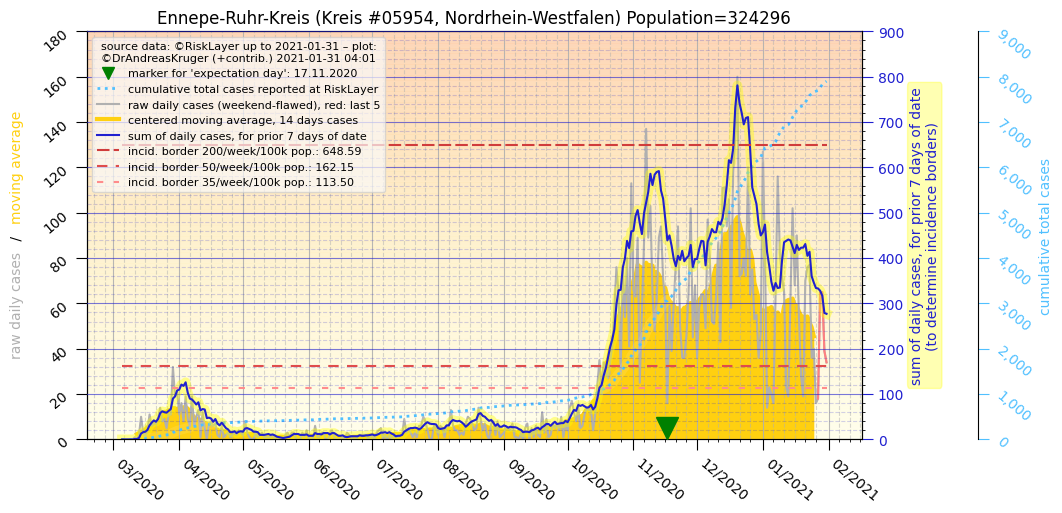 Ennepe-Ruhr-Kreis (Kreis #05954, Nordrhein-Westfalen) Population=324296
source data: ©RiskLayer up to 2021-01-31 – plot:
©DrAndreasKruger (+contrib.) 2021-01-31 04:01
marker for 'expectation day': 17.11.2020
cumulative total cases reported at RiskLayer
raw daily cases (weekend-flawed), red: last 5
centered moving average, 14 days
sum of daily cases, for prior 7 days of date
incid. border 200/week/100k pop.: 648.59
incid. border 50/week/100k pop.: 162.15
incid. border 35/week/100k pop.: 113.50
raw daily cases / moving average
180
160
140
120
100
80
60
40
20
0
03/2020
04/2020
05/2020
06/2020
07/2020
08/2020
09/2020
10/2020
11/2020
12/2020
01/2021
02/2021
900
800
700
600
500
400
300
200
100
0
sum of daily cases, for prior 7 days of date
(to determine incidence borders)
9,000
8,000
7,000
6,000
5,000
4,000
3,000
2,000
1,000
0
cumulative total cases